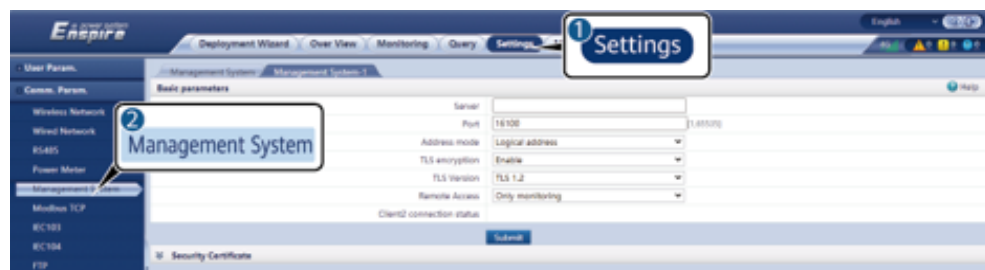 Enspire
English
Deployment Wizard Over View Monitoring Query Settings
1
Settings
User Param.
Management System Management System-1
Comm. Param.
Basic parameters Help
Wireless Network
Server
2
Management System
Wired Network
Port 16100 [1,65535]
RS485
Address mode Logical address
TLS encryption Enable
Power Meter
TLS Version TLS 1.2
Management System
Remote Access Only monitoring
Modbus TCP
Client2 connection status
IEC103
Submit
IEC104
Security Certificate
FTP